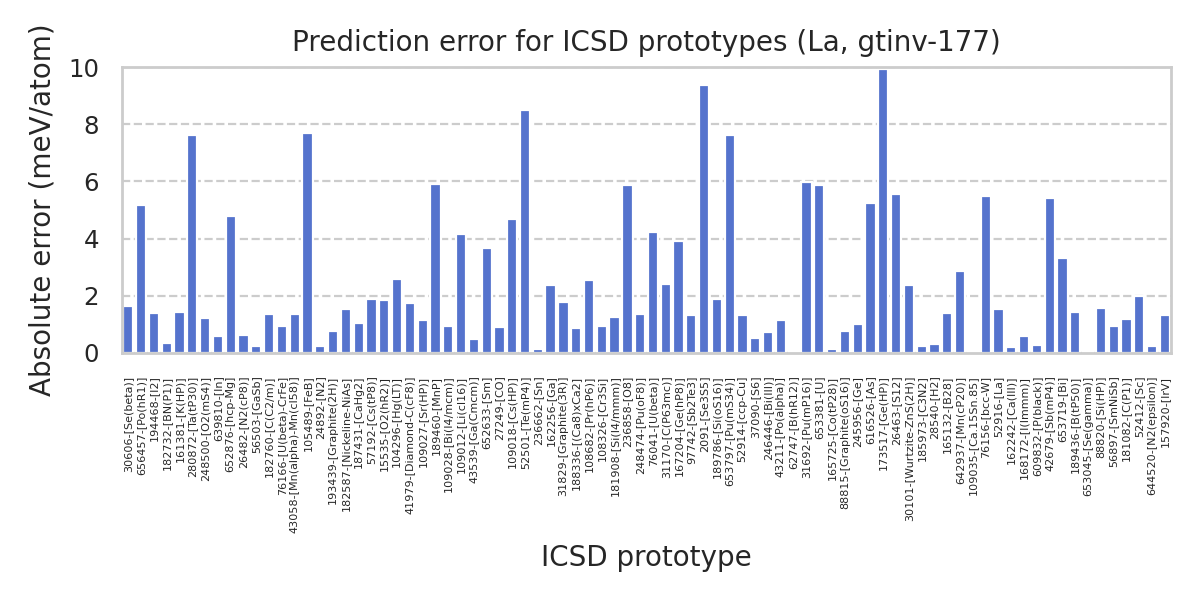 Prediction error for ICSD prototypes (La, gtinv-177)
Absolute error (meV/atom)
10
8
6
4
2
0
30606-[Se(beta)]
656457-[Po(hR1)]
194468-[I2]
182732-[BN(P1)]
161381-[K(HP)]
280872-[Ta(tP30)]
248500-[O2(mS4)]
639810-[In]
652876-[hcp-Mg]
26482-[N2(cP8)]
56503-[GaSb]
182760-[C(C2/m)]
76166-[U(beta)-CrFe]
43058-[Mn(alpha)-Mn(cI58)]
105489-[FeB]
24892-[N2]
193439-[Graphite(2H)]
182587-[Nickeline-NiAs]
187431-[CaHg2]
57192-[Cs(tP8)]
15535-[O2(hR2)]
104296-[Hg(LT)]
41979-[Diamond-C(cF8)]
109027-[Sr(HP)]
189460-[MnP]
109028-[Bi(I4/mcm)]
109012-[Li(cI16)]
43539-[Ga(Cmcm)]
652633-[Sm]
27249-[CO]
109018-[Cs(HP)]
52501-[Te(mP4)]
236662-[Sn]
162256-[Ga]
31829-[Graphite(3R)]
188336-[(Ca8)xCa2]
108682-[Pr(hP6)]
108326-[Cr3Si]
181908-[Si(I4/mmm)]
236858-[O8]
248474-[Pu(oF8)]
76041-[U(beta)]
31170-[C(P63mc)]
167204-[Ge(hP8)]
97742-[Sb2Te3]
2091-[Se3S5]
189786-[Si(oS16)]
653797-[Pu(mS34)]
52914-[ccp-Cu]
37090-[S6]
246446-[Bi(III)]
43211-[Po(alpha)]
62747-[B(hR12)]
31692-[Pu(mP16)]
653381-[U]
165725-[Co(tP28)]
88815-[Graphite(oS16)]
245956-[Ge]
616526-[As]
173517-[Ge(HP)]
26463-[S12]
30101-[Wurtzite-ZnS(2H)]
185973-[C3N2]
28540-[H2]
165132-[B28]
642937-[Mn(cP20)]
109035-[Ca.15Sn.85]
76156-[bcc-W]
52916-[La]
162242-[Ca(III)]
168172-[I(Immm)]
609832-[P(black)]
42679-[Sb(mP4)]
653719-[Bi]
189436-[B(tP50)]
653045-[Se(gamma)]
88820-[Si(HP)]
56897-[SmNiSb]
181082-[C(P1)]
52412-[Sc]
644520-[N2(epsilon)]
157920-[IrV]
ICSD prototype